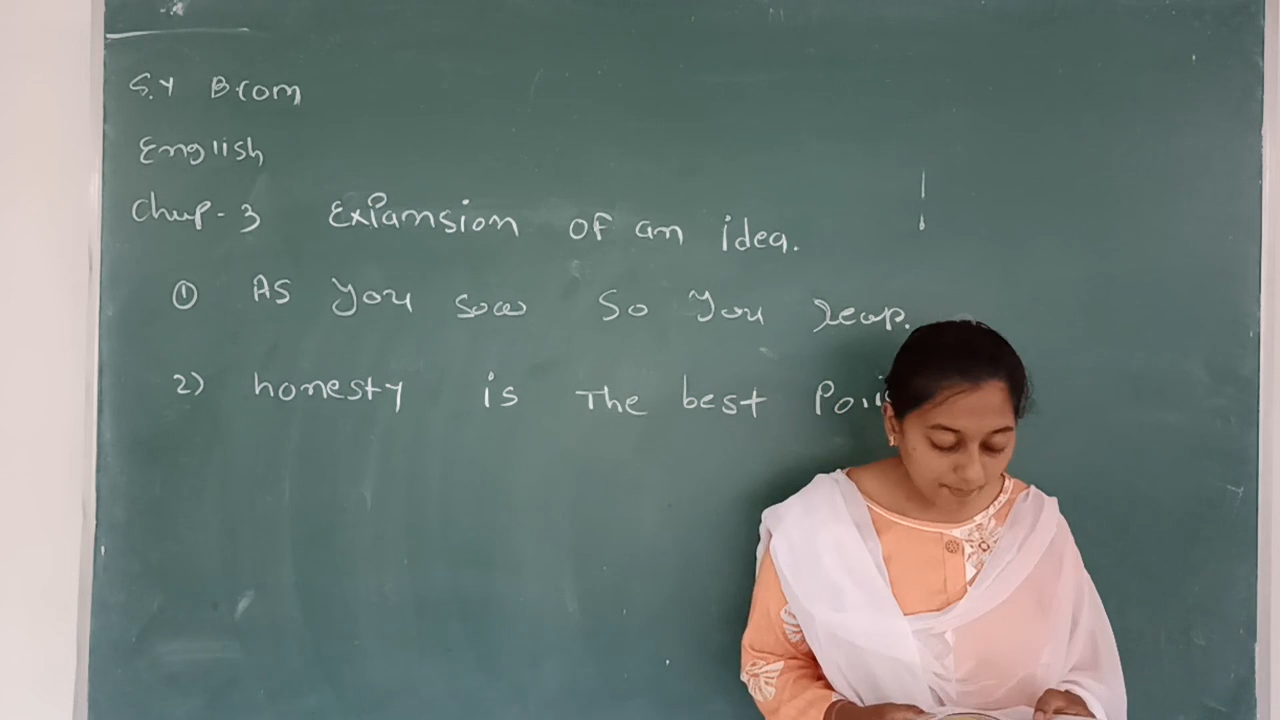 S.Y Bcom
English
Chap-3 Expansion of an idea.
① As you sow so you reap.
2) honesty is The best